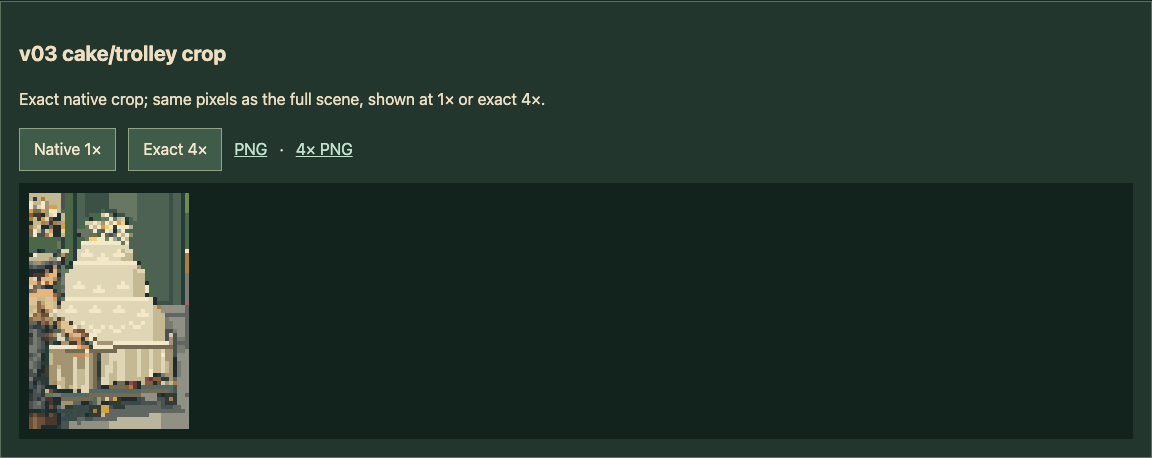 v03 cake/trolley crop
Exact native crop; same pixels as the full scene, shown at 1× or exact 4×.
Native 1× Exact 4× PNG · 4× PNG